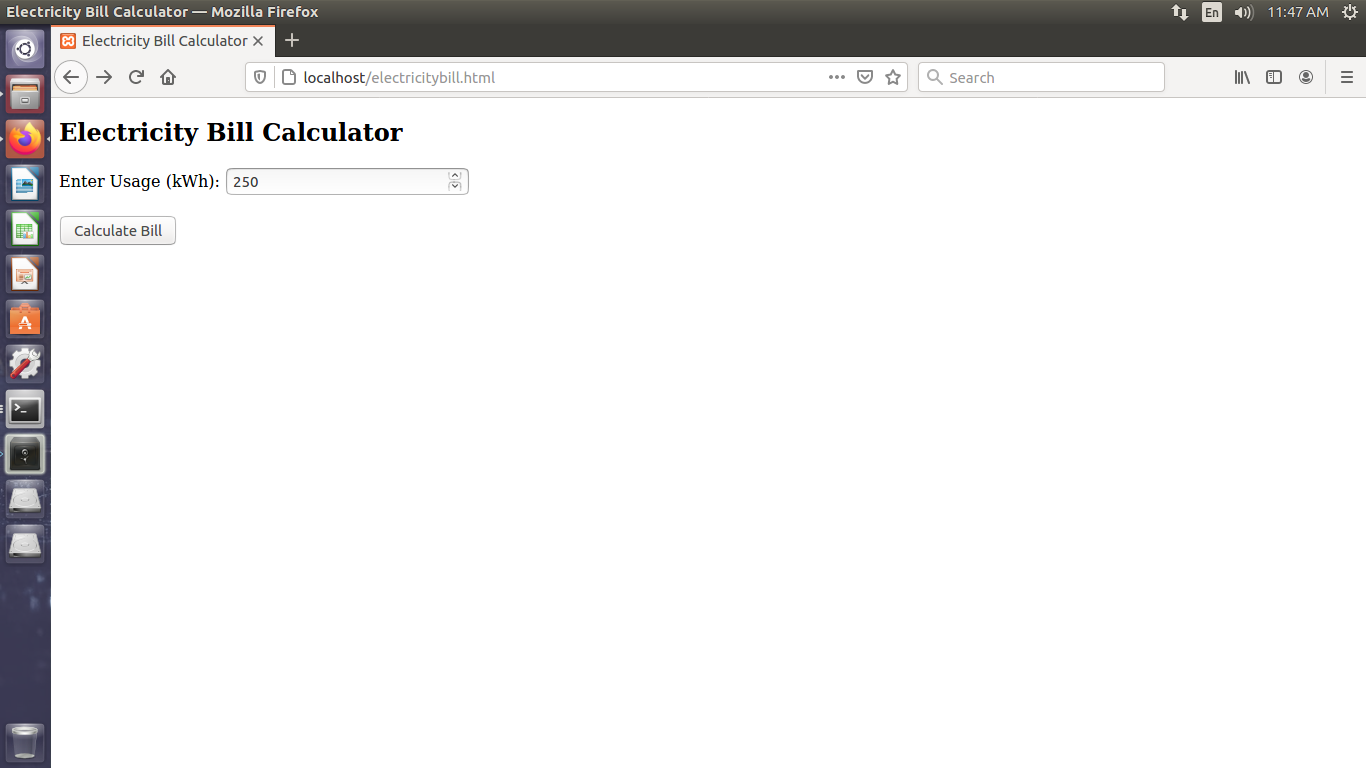 Electricity Bill Calculator — Mozilla Firefox
En
11:47 AM
Electricity Bill Calculator
localhost/electricitybill.html
Search
Electricity Bill Calculator
Enter Usage (kWh): 250
Calculate Bill